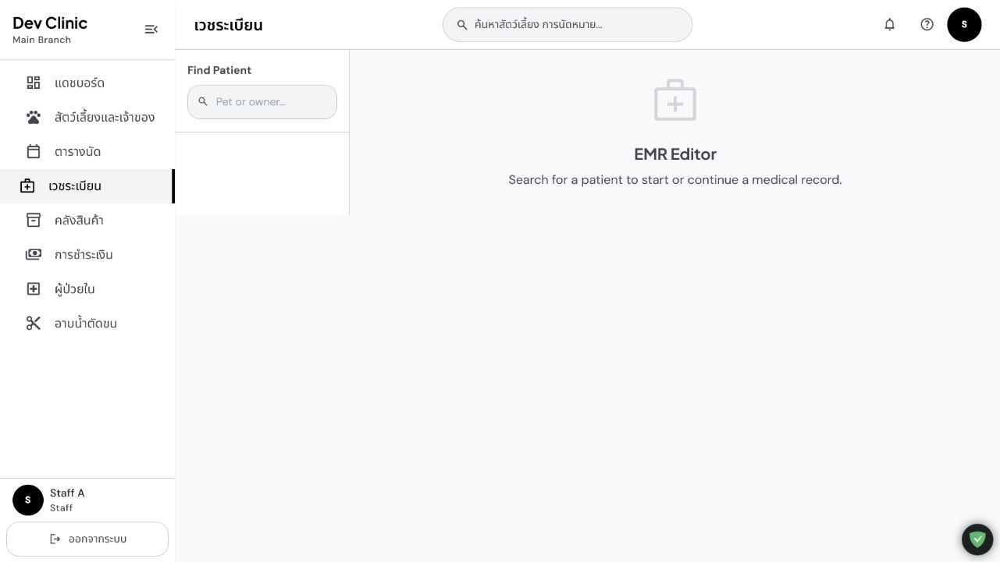 Dev Clinic
Main Branch
แดชบอร์ด
สัตว์เลี้ยงและเจ้าของ
ตารางนัด
เวชระเบียน
คลังสินค้า
การชำระเงิน
ผู้ป่วยใน
อาบน้ำตัดขน
S
Staff A
Staff
ออกจากระบบ
เวชระเบียน
ค้นหาสัตว์เลี้ยง การนัดหมาย...
S
Find Patient
Pet or owner...
EMR Editor
Search for a patient to start or continue a medical record.